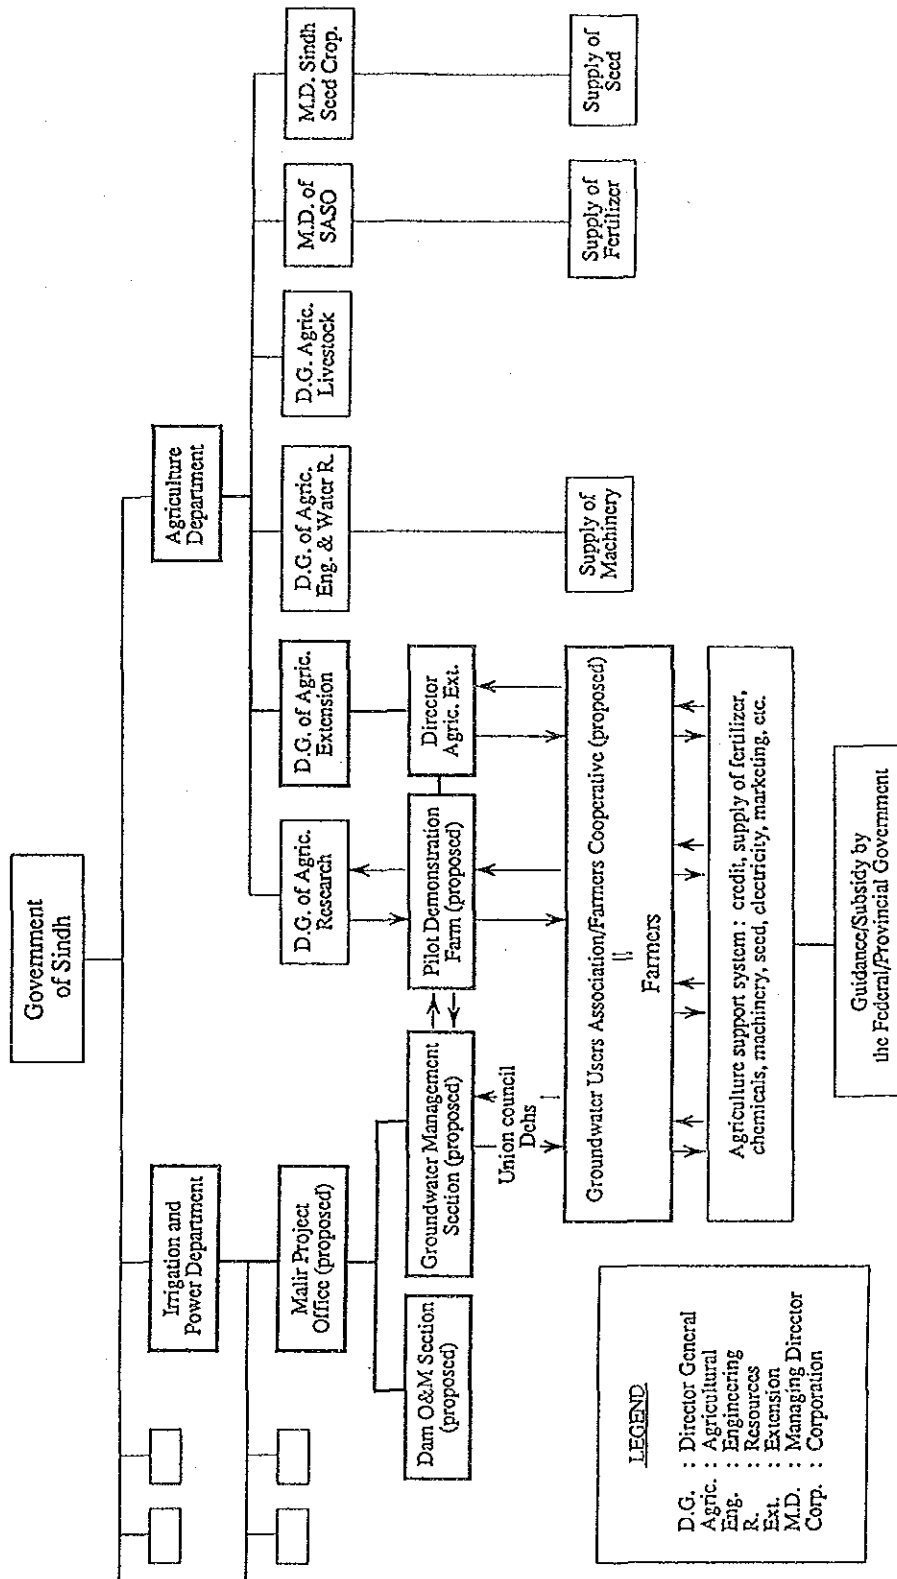 Government
of Sindh
Irrigation and
Power Department
Agriculture
Department
Malir Project
Office (proposed)
D.G. of Agric.
Research
D.G. of Agric.
Extension
D.G. of Agric.
Eng. & Water R.
D.G. Agric.
Livestock
M.D. of
SASO
M.D. Sindh
Seed Crop.
Dam O&M Section
(proposed)
Groundwater Management
Section (proposed)
Pilot Demonstration
Farm (proposed)
Director
Agric. Ext.
Union council
Dehs
Supply of
Machinery
Supply of
Fertilizer
Supply of
Seed
Groundwater Users Association/Farmers Cooperative (proposed)
||
Farmers
Agriculture support system : credit, supply of fertilizer,
chemicals, machinery, seed, electricity, marketing, etc.
Guidance/Subsidy by
the Federal/Provincial Government
LEGEND
D.G. : Director General
Agric. : Agricultural
Eng. : Engineering
R. : Resources
Ext. : Extension
M.D. : Managing Director
Corp. : Corporation